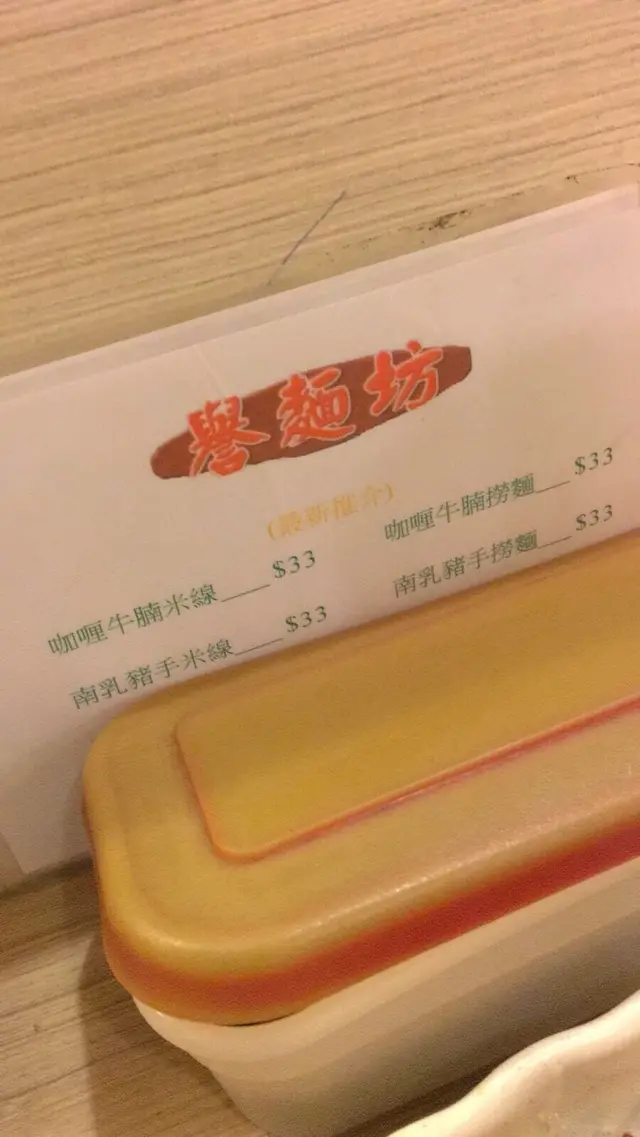 譽麵坊
(最新推介)
咖喱牛腩米線___$33
南乳豬手米線___$33
咖喱牛腩撈麵___$33
南乳豬手撈麵___$33